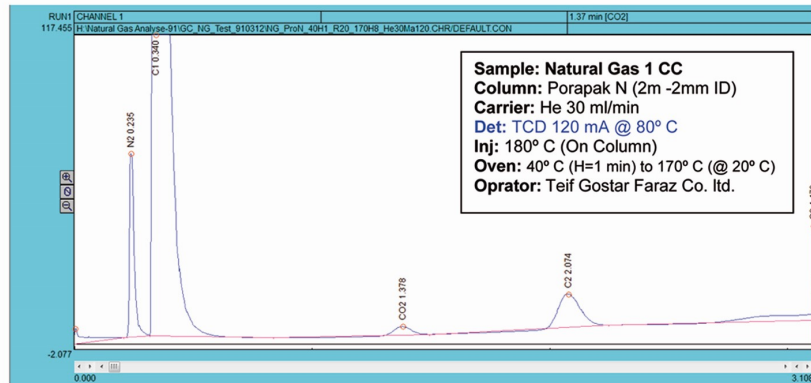 RUN1 CHANNEL 1 1.37 min [CO2]
117.455 H:\Natural Gas Analyse-91\GC_NG_Test_910312\NG_ProN_40H1_R20_170H8_He30Ma120.CHR/DEFAULT.CON
C1 0.340
N2 0.235
Sample: Natural Gas 1 CC
Column: Porapak N (2m -2mm ID)
Carrier: He 30 ml/min
Det: TCD 120 mA @ 80º C
Inj: 180º C (On Column)
Oven: 40º C (H=1 min) to 170º C (@ 20º C)
Oprator: Teif Gostar Faraz Co. ltd.
CO2 1.378
C2 2.074
-2.077
0.000